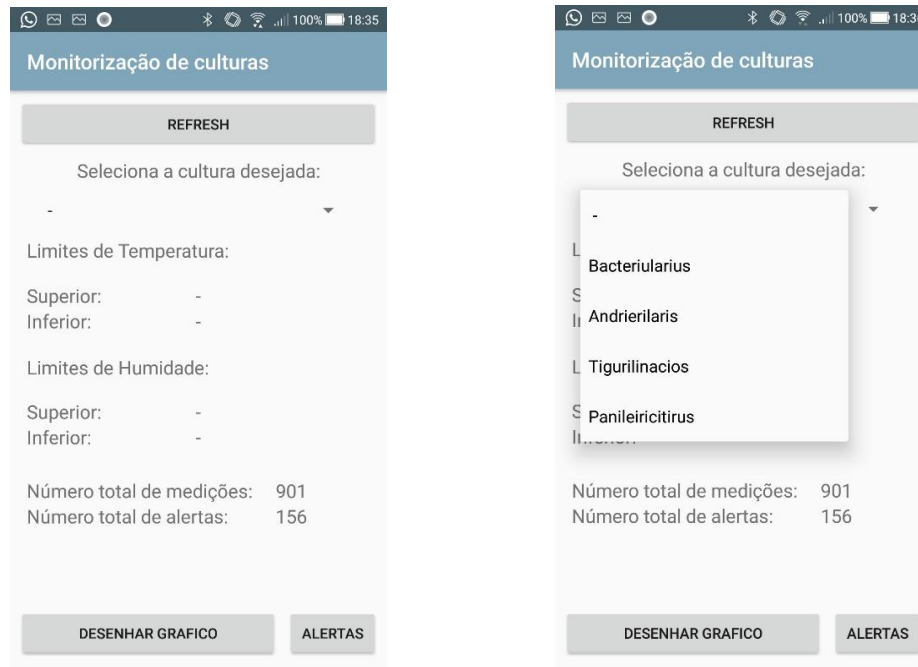 100% 18:35
Monitorização de culturas
REFRESH
Seleciona a cultura desejada:
-
Limites de Temperatura:
Superior: -
Inferior: -
Limites de Humidade:
Superior: -
Inferior: -
Número total de medições: 901
Número total de alertas: 156
DESENHAR GRAFICO ALERTAS
100%
Monitorização de culturas
REFRESH
Seleciona a cultura desejada:
-
Bacteriularius
Andrierilaris
Tigurilinacios
Panileiricitirus
Número total de medições: 901
Número total de alertas: 156
DESENHAR GRAFICO ALERTAS